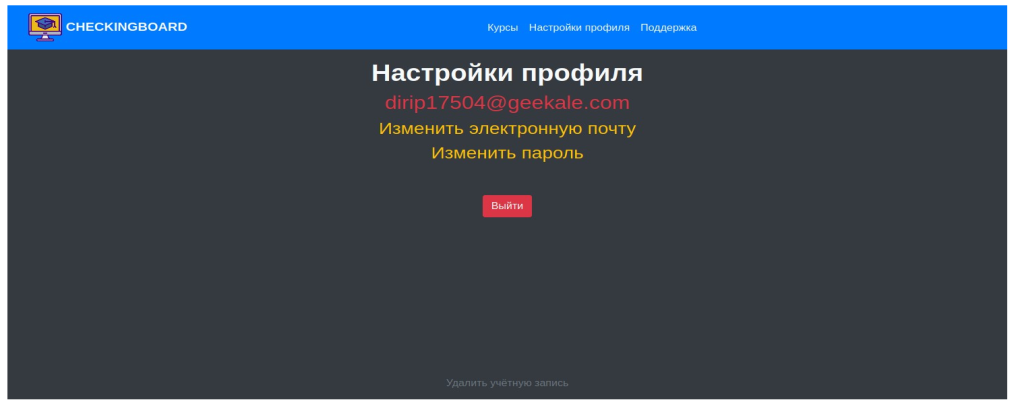 CHECKINGBOARD
Курсы Настройки профиля Поддержка
Настройки профиля
dirip17504@geekale.com
Изменить электронную почту
Изменить пароль
Выйти
Удалить учётную запись